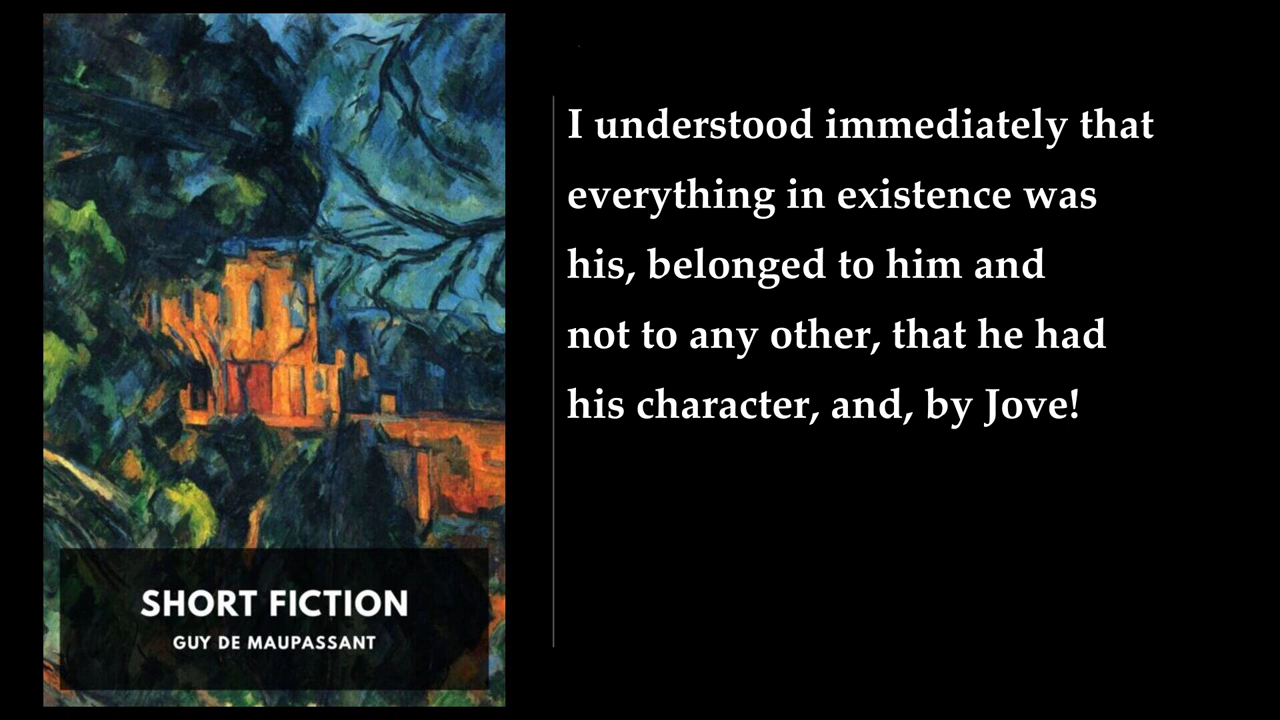 I understood immediately that
everything in existence was
his, belonged to him and
not to any other, that he had
his character, and, by Jove!
SHORT FICTION
GUY DE MAUPASSANT